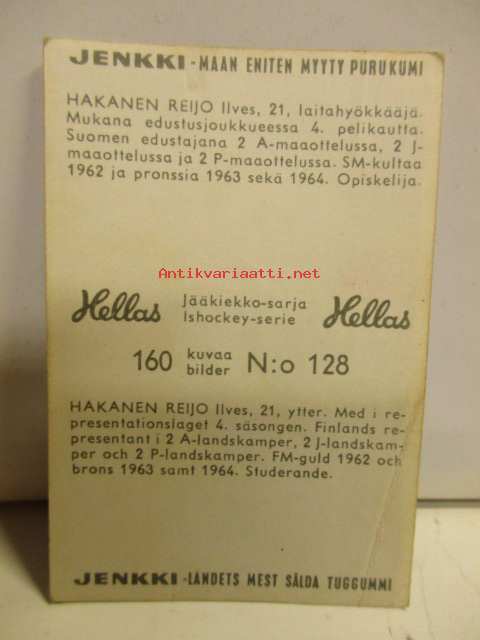 JENKKI - MAAN ENITEN MYYTY PURUKUMI
HAKANEN REIJO Ilves, 21, laitahyökkääjä.
Mukana edustusjoukkueessa 4. pelikautta.
Suomen edustajana 2 A-maaottelussa, 2 J-
maaottelussa ja 2 P-maaottelussa. SM-kultaa
1962 ja pronssia 1963 sekä 1964. Opiskelija.
Antikvariaatti.net
Hellas Jääkiekko-sarja Hellas
Ishockey-serie
160 kuvaa N:o 128
bilder
HAKANEN REIJO Ilves, 21, ytter. Med i re-
presentationslaget 4. säsongen. Finlands re-
presentant i 2 A-landskamper, 2 J-landskam-
per och 2 P-landskamper. FM-guld 1962 och
brons 1963 samt 1964. Studerande.
JENKKI - LANDETS MEST SÅLDA TUGGUMMI